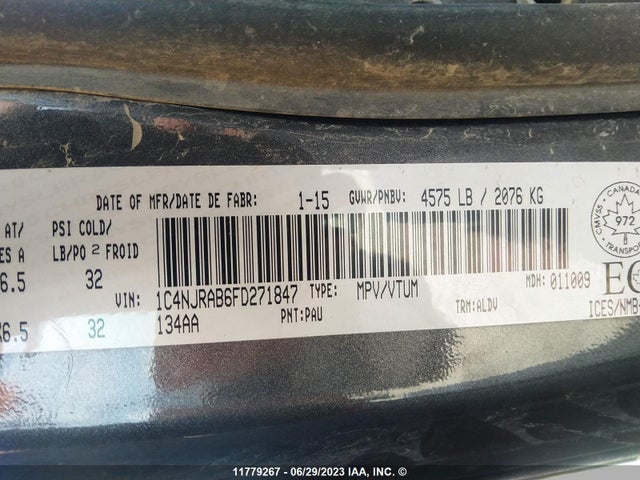 DATE OF MFR/DATE DE FABR: 1-15 GVWR/PNBV: 4575 LB / 2076 KG
AT/ PSI COLD/
ES A LB/PO 2 FROID
6.5 32
VIN: 1C4NJRAB6FD271847 TYPE: MPV/VTUM MDH: 011009
6.5 32 134AA PNT:PAU TRM:ALDV
CMVSS 972 TRANSPORT
EC
ICES/NMB-
11779267 - 06/29/2023 IAA, INC. ©